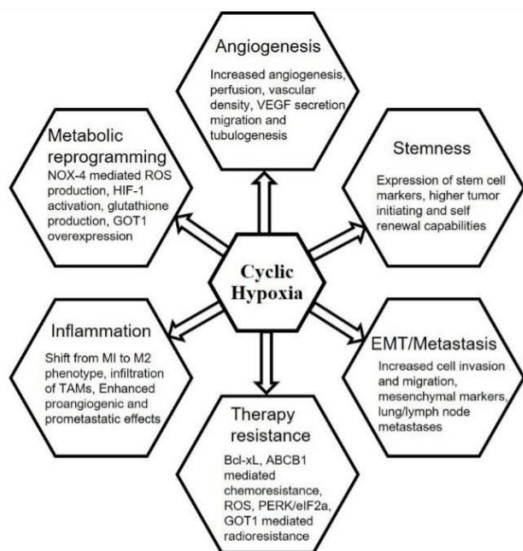 Angiogenesis
Increased angiogenesis,
perfusion, vascular
density, VEGF secretion
migration and
tubulogenesis
Metabolic
reprogramming
NOX-4 mediated ROS
production, HIF-1
activation, glutathione
production, GOT1
overexpression
Stemness
Expression of stem cell
markers, higher tumor
initiating and self
renewal capabilities
Cyclic
Hypoxia
Inflammation
Shift from MI to M2
phenotype, infiltration
of TAMs, Enhanced
proangiogenic and
prometastatic effects
EMT/Metastasis
Increased cell invasion
and migration,
mesenchymal markers,
lung/lymph node
metastases
Therapy
resistance
Bcl-xL, ABCB1
mediated
chemoresistance,
ROS, PERK/eIF2a,
GOT1 mediated
radioresistance